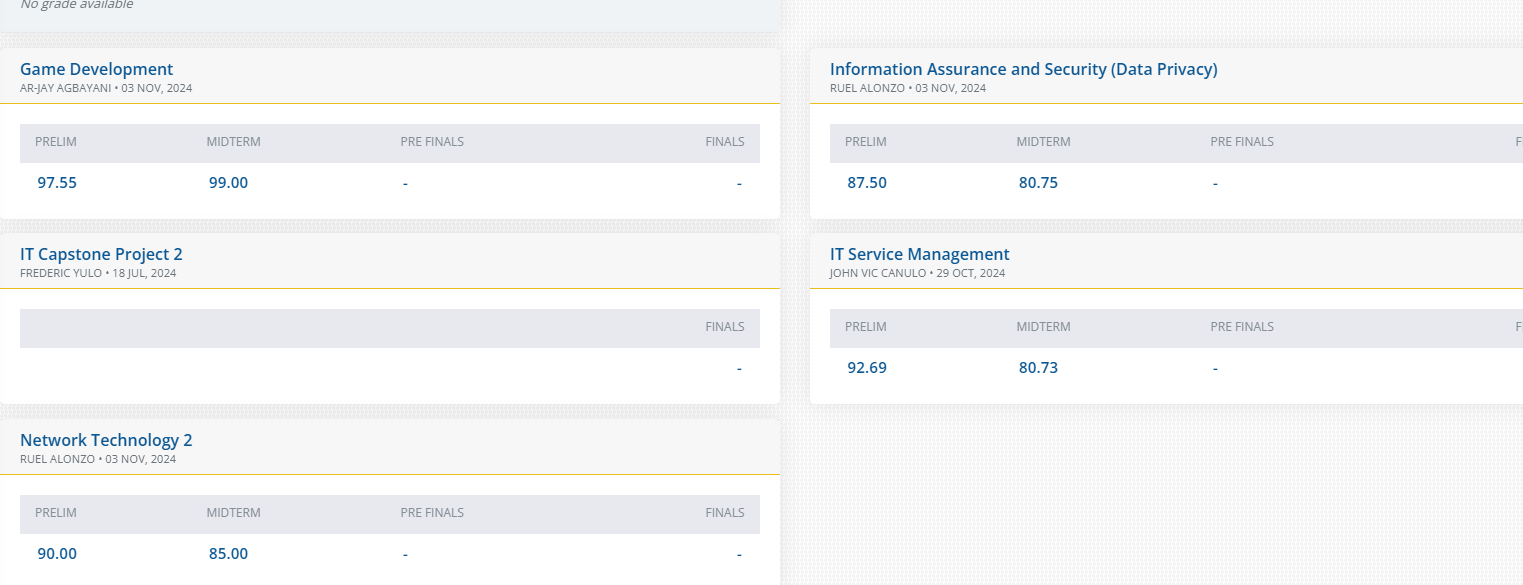 No grade available
Game Development
AR-JAY AGBAYANI • 03 NOV, 2024
PRELIM MIDTERM PRE FINALS FINALS
97.55 99.00 - -
Information Assurance and Security (Data Privacy)
RUEL ALONZO • 03 NOV, 2024
PRELIM MIDTERM PRE FINALS F
87.50 80.75 -
IT Capstone Project 2
FREDERIC YULO • 18 JUL, 2024
FINALS
-
IT Service Management
JOHN VIC CANULO • 29 OCT, 2024
PRELIM MIDTERM PRE FINALS F
92.69 80.73 -
Network Technology 2
RUEL ALONZO • 03 NOV, 2024
PRELIM MIDTERM PRE FINALS FINALS
90.00 85.00 - -